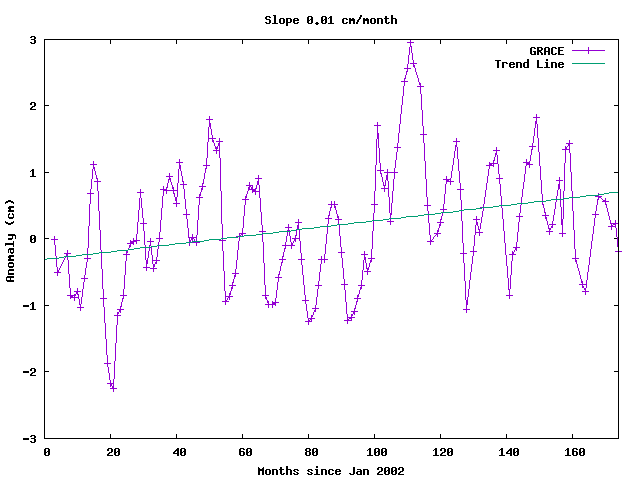 Slope 0.01 cm/month
GRACE
Trend Line
3
2
1
0
-1
-2
-3
Anomaly (cm)
0 20 40 60 80 100 120 140 160
Months since Jan 2002